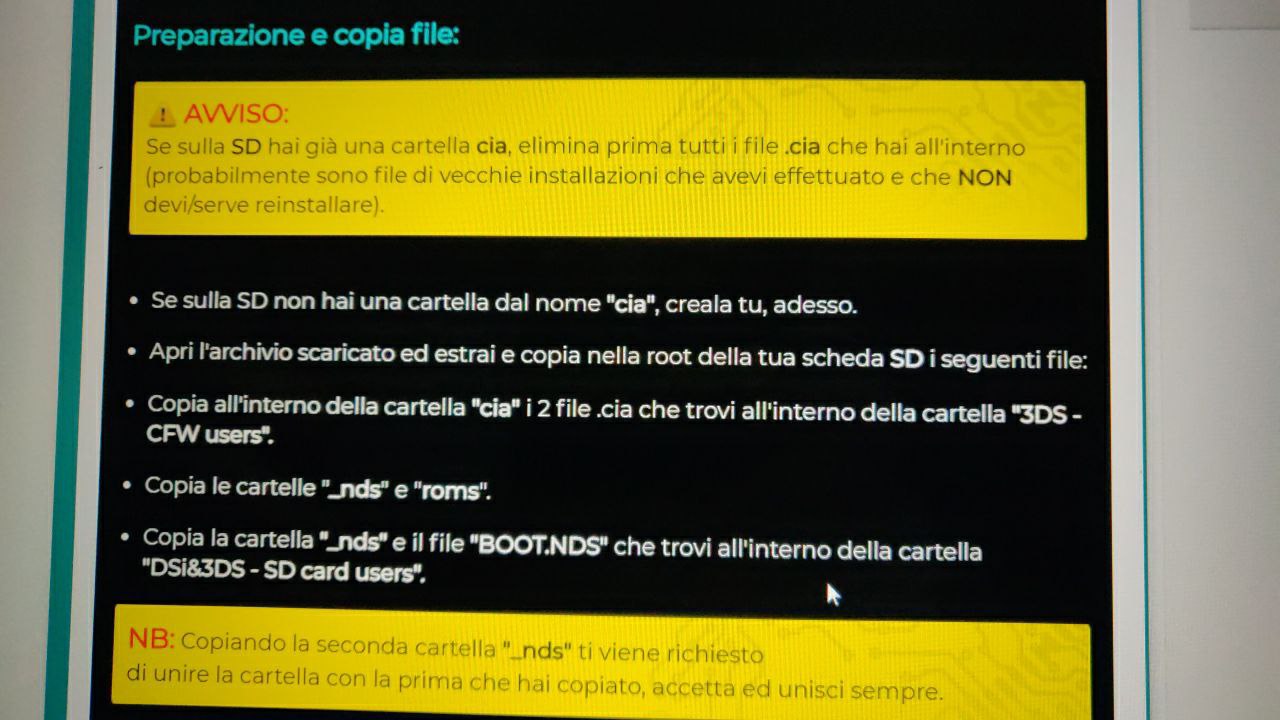 Preparazione e copia file:
⚠ AVVISO:
Se sulla SD hai già una cartella cia, elimina prima tutti i file .cia che hai all'interno
(probabilmente sono file di vecchie installazioni che avevi effettuato e che NON
devi/serve reinstallare).
• Se sulla SD non hai una cartella dal nome "cia", creala tu, adesso.
• Apri l'archivio scaricato ed estrai e copia nella root della tua scheda SD i seguenti file:
• Copia all'interno della cartella "cia" i 2 file .cia che trovi all'interno della cartella "3DS -
CFW users".
• Copia le cartelle "_nds" e "roms".
• Copia la cartella "_nds" e il file "BOOT.NDS" che trovi all'interno della cartella
"DSi&3DS - SD card users".
NB: Copiando la seconda cartella "_nds" ti viene richiesto
di unire la cartella con la prima che hai copiato, accetta ed unisci sempre.